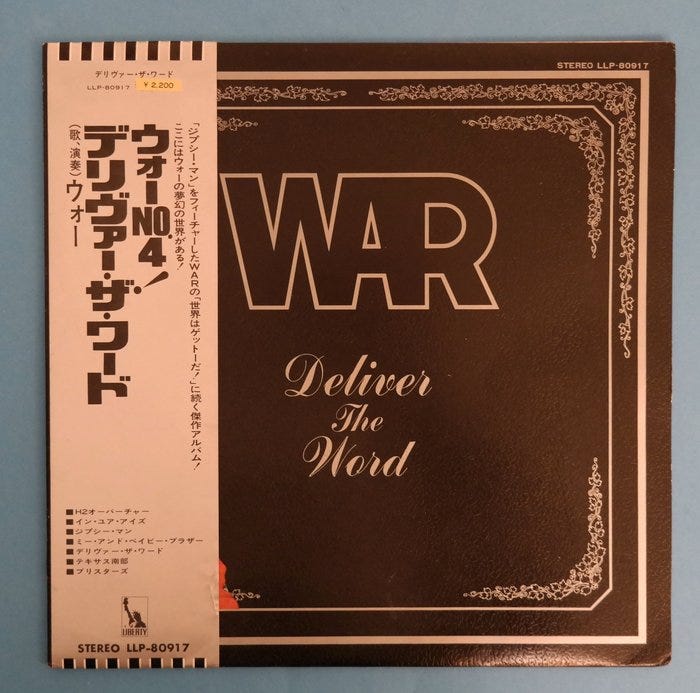 デリヴァー・ザ・ワード
LLP-80917
¥2,200
ウォーNO.4!
デリヴァー・ザ・ワード
(歌、演奏)ウォー
「ジプシー・マン」をフィーチャーしたWARの「世界はゲットーだ!」に続く傑作アルバム!
ここにはウォーの夢幻の世界がある!
■H2オーバーチャー
■イン・ユア・アイズ
■ジプシー・マン
■ミー・アンド・ベイビー・ブラザー
■デリヴァー・ザ・ワード
■テキサス南部
■ブリスターズ
LIBERTY
STEREO LLP-80917
STEREO LLP-80917
WAR
Deliver
The
Word